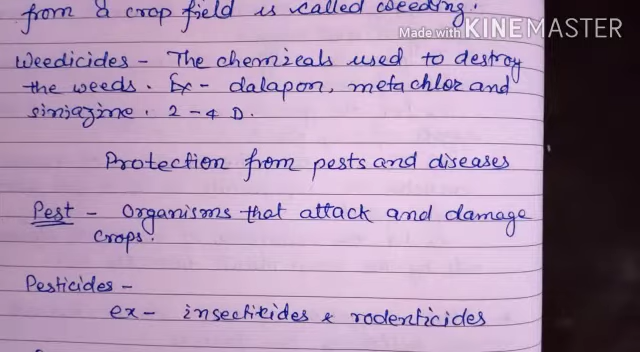 from a crop field is called weeding.
Made with KINEMASTER
Weedicides - The chemicals used to destroy
the weeds. Ex - dalapon, metachlor and
simiazine. 2-4 D.
Protection from pests and diseases
Pest - Organisms that attack and damage
crops.
Pesticides -
ex - insectitides & rodenticides